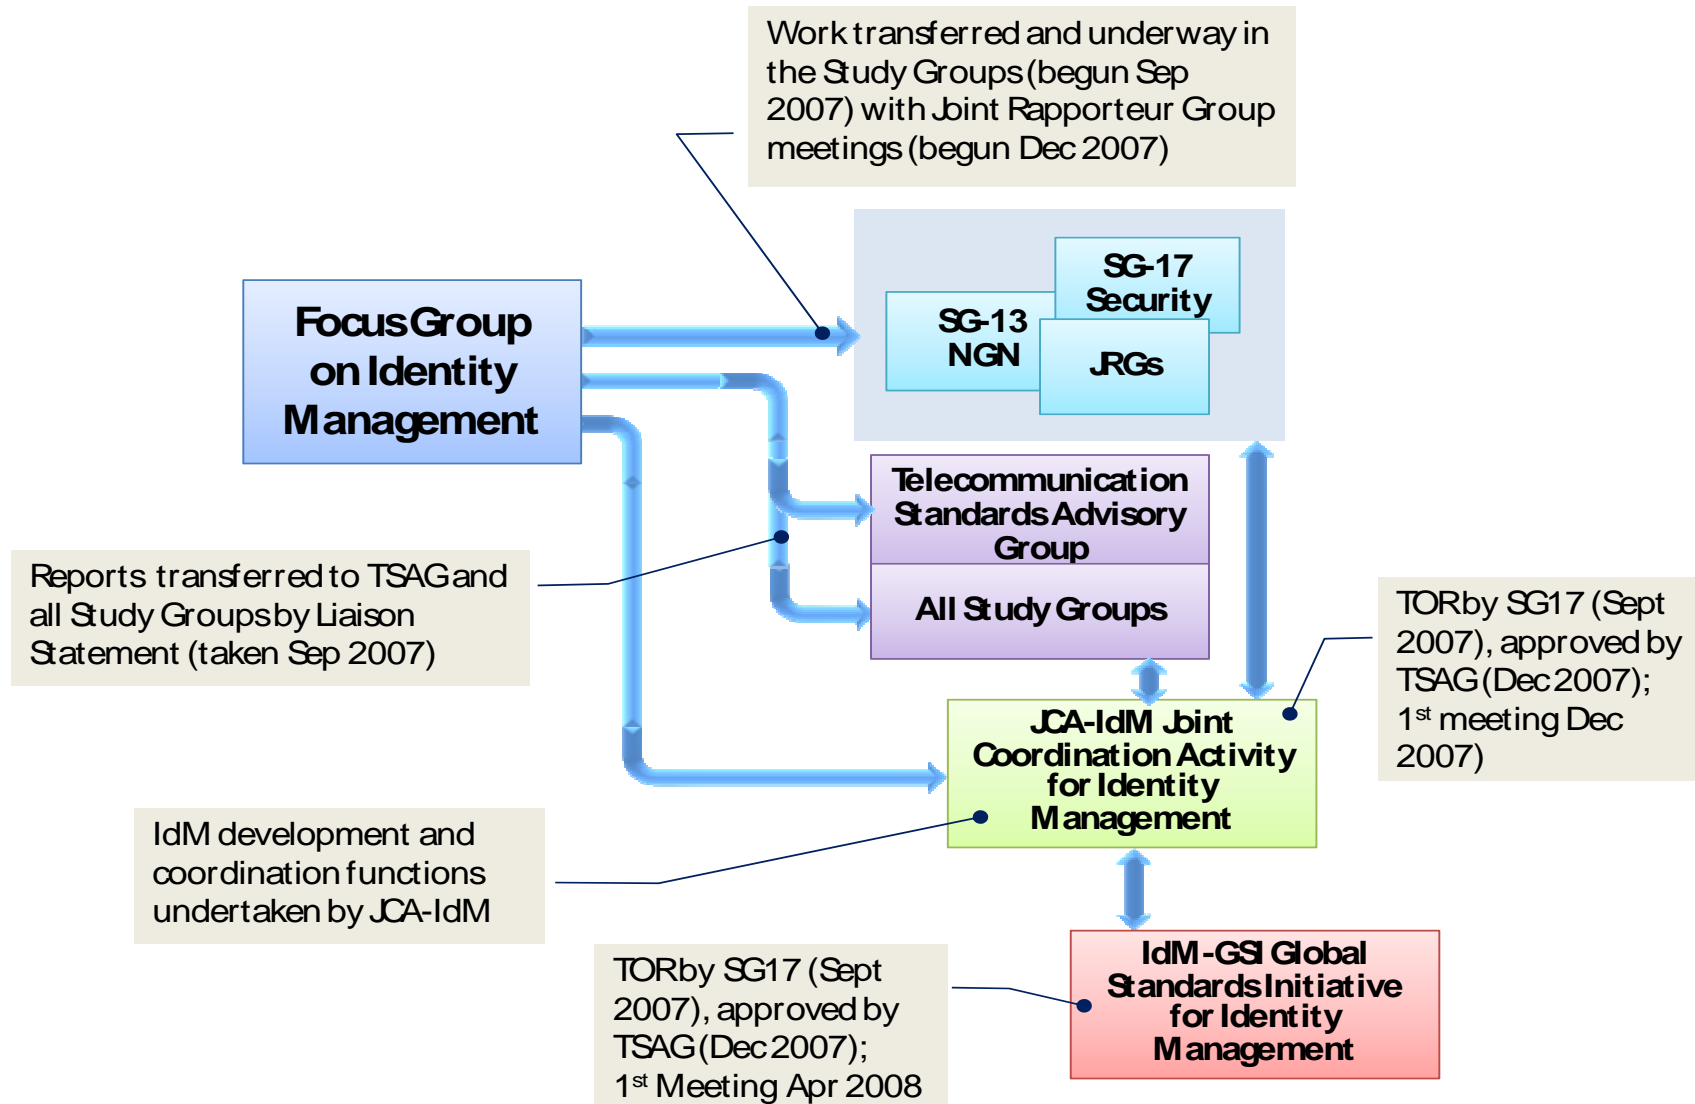 Work transferred and underway in
the Study Groups (begun Sep
2007) with Joint Rapporteur Group
meetings (begun Dec 2007)
SG-17
Security
SG-13
NGN
JRGs
Focus Group
on Identity
Management
Telecommunication
Standards Advisory
Group
All Study Groups
Reports transferred to TSAG and
all Study Groups by Liaison
Statement (taken Sep 2007)
TOR by SG17 (Sept
2007), approved by
TSAG (Dec 2007);
1st meeting Dec
2007)
JCA-IdM Joint
Coordination Activity
for Identity
Management
IdM development and
coordination functions
undertaken by JCA-IdM
TOR by SG17 (Sept
2007), approved by
TSAG (Dec 2007);
1st Meeting Apr 2008
IdM-GSI Global
Standards Initiative
for Identity
Management